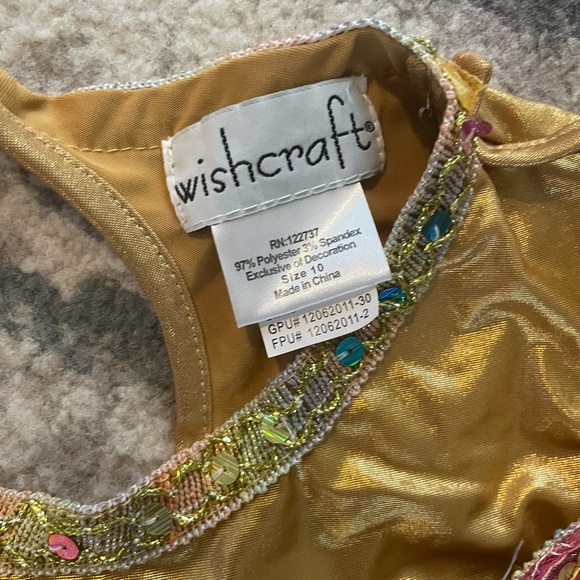 wishcraft®
RN:122737
97% Polyester 3% Spandex
Exclusive of Decoration
Size 10
Made in China
GPU# 12062011-30
FPU# 12062011-2